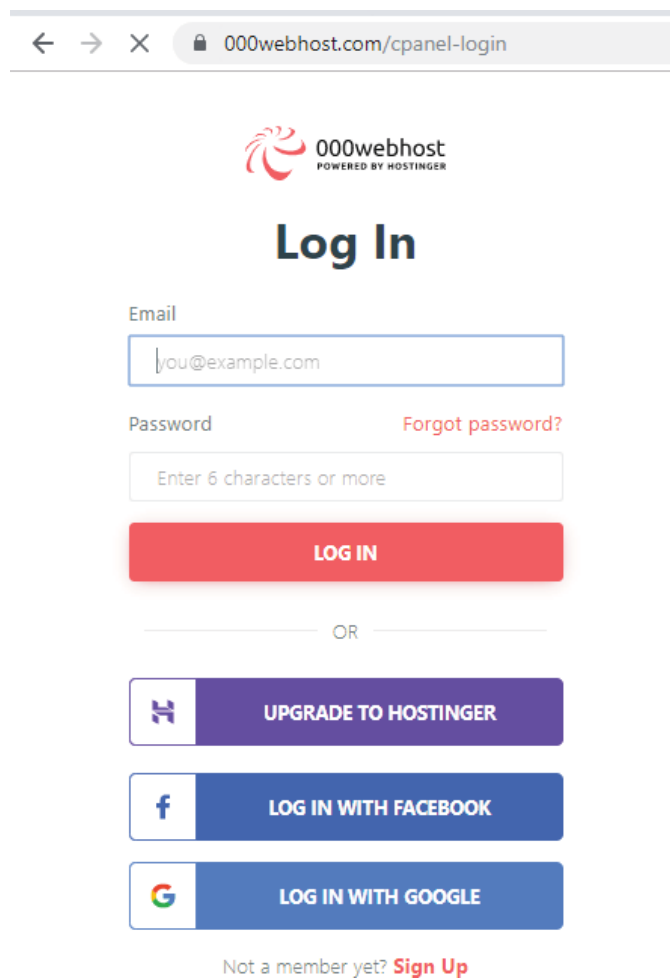 000webhost.com/cpanel-login
000webhost
POWERED BY HOSTINGER
Log In
Email
you@example.com
Password Forgot password?
Enter 6 characters or more
LOG IN
OR
UPGRADE TO HOSTINGER
LOG IN WITH FACEBOOK
LOG IN WITH GOOGLE
Not a member yet? Sign Up